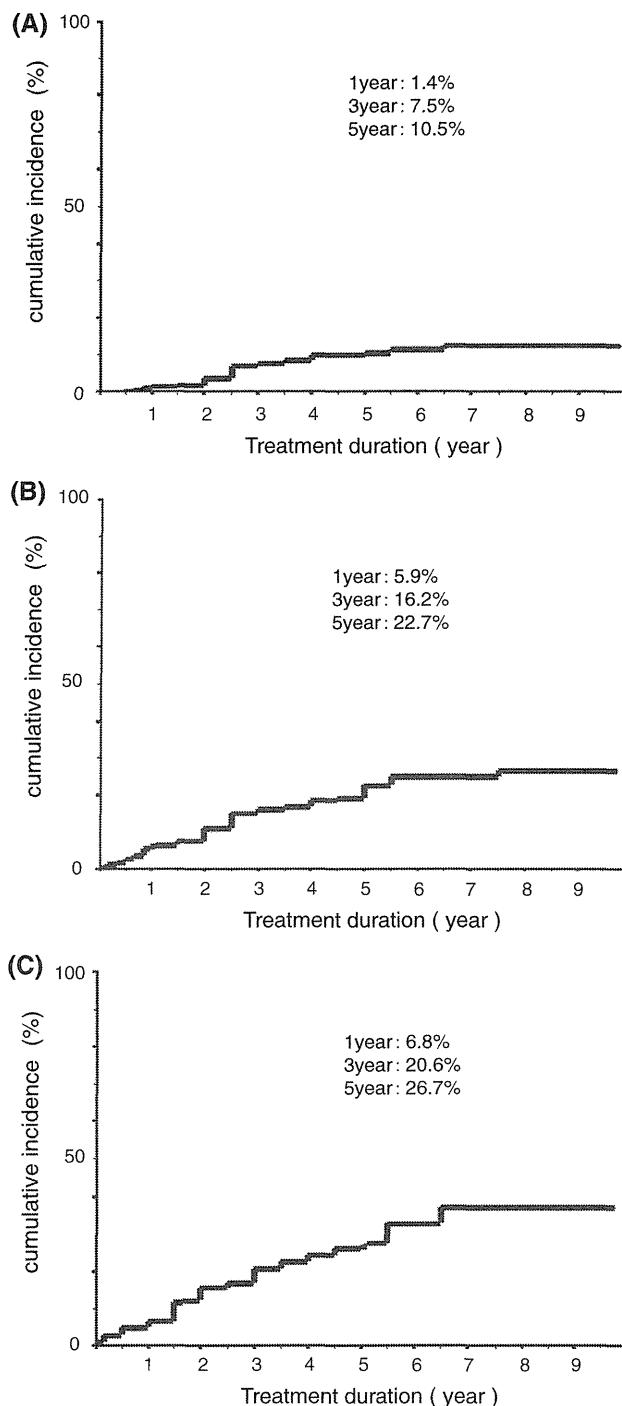 (A)
100
50
0
cumulative incidence (%)
1year: 1.4%
3year: 7.5%
5year: 10.5%
1 2 3 4 5 6 7 8 9
Treatment duration ( year )
(B)
100
50
0
cumulative incidence (%)
1year: 5.9%
3year: 16.2%
5year: 22.7%
1 2 3 4 5 6 7 8 9
Treatment duration ( year )
(C)
100
50
0
cumulative incidence (%)
1year: 6.8%
3year: 20.6%
5year: 26.7%
1 2 3 4 5 6 7 8 9
Treatment duration ( year )